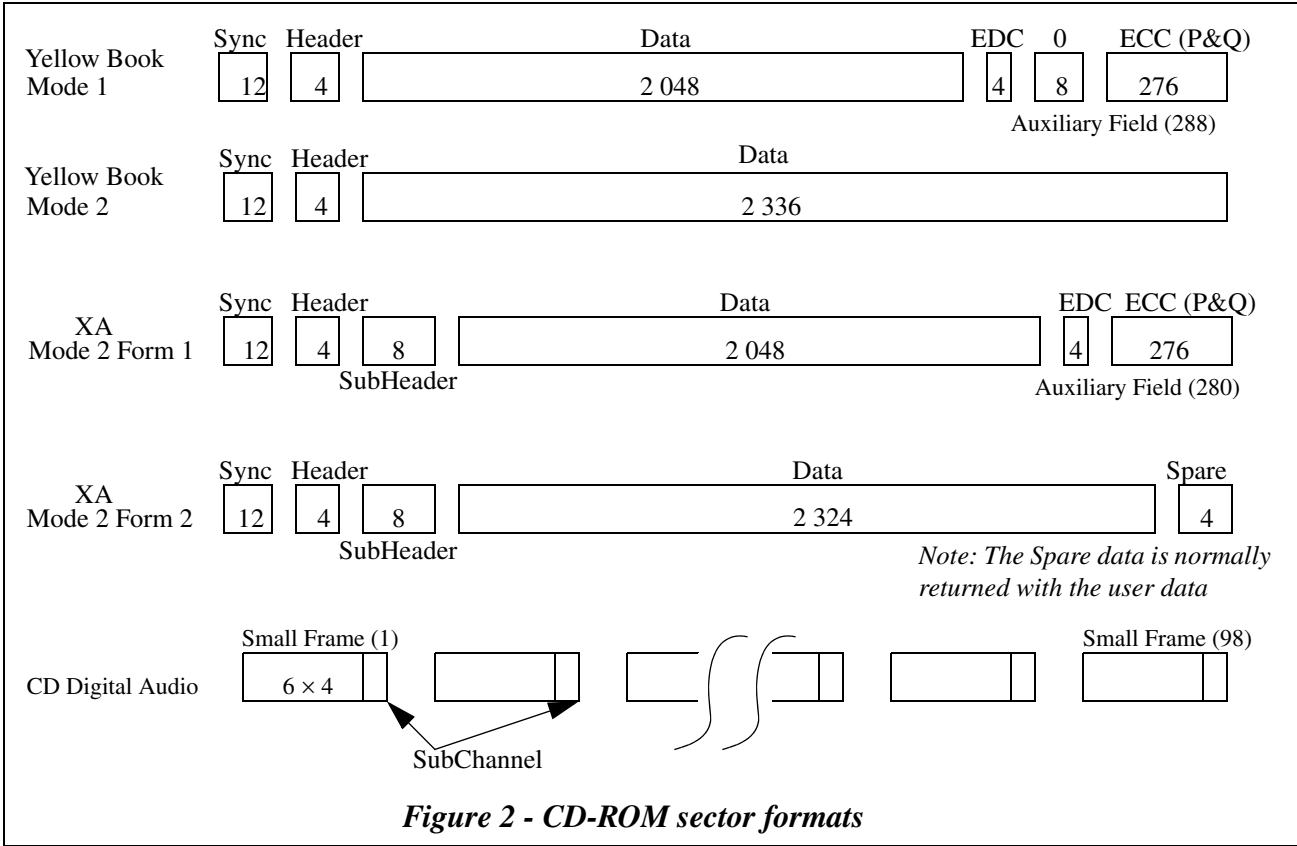 Sync Header Data EDC 0 ECC (P&Q)
Yellow Book
Mode 1
12 4 2 048 4 8 276
Auxiliary Field (288)
Sync Header Data
Yellow Book
Mode 2
12 4 2 336
Sync Header Data EDC ECC (P&Q)
XA
Mode 2 Form 1
12 4 8 2 048 4 276
SubHeader
Auxiliary Field (280)
Sync Header Data Spare
XA
Mode 2 Form 2
12 4 8 2 324 4
SubHeader
Note: The Spare data is normally
returned with the user data
Small Frame (1) Small Frame (98)
CD Digital Audio
6 × 4
SubChannel
Figure 2 - CD-ROM sector formats